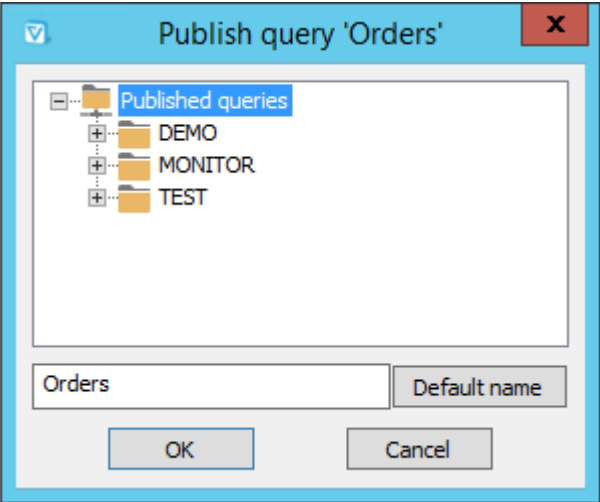 Publish query 'Orders'
x
Published queries
DEMO
MONITOR
TEST
Orders
Default name
OK
Cancel